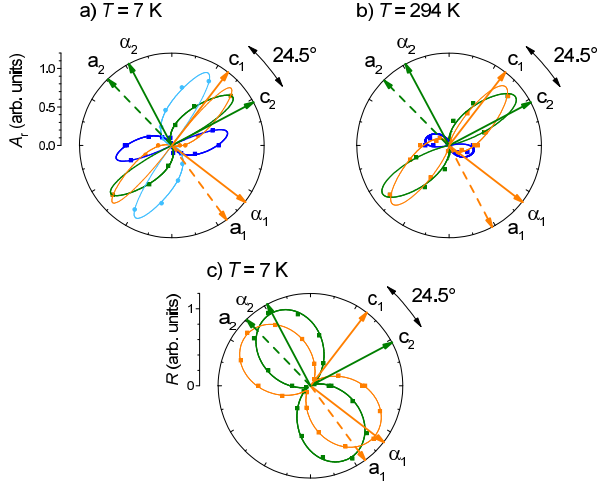 a) T = 7 K
b) T = 294 K
α₂
a₂
c₁
24.5°
c₂
α₁
a₁
Aᵣ (arb. units)
1.0
0.5
0.0
α₂
a₂
c₁
24.5°
c₂
α₁
a₁
c) T = 7 K
α₂
a₂
c₁
24.5°
c₂
α₁
a₁
R (arb. units)
1
0